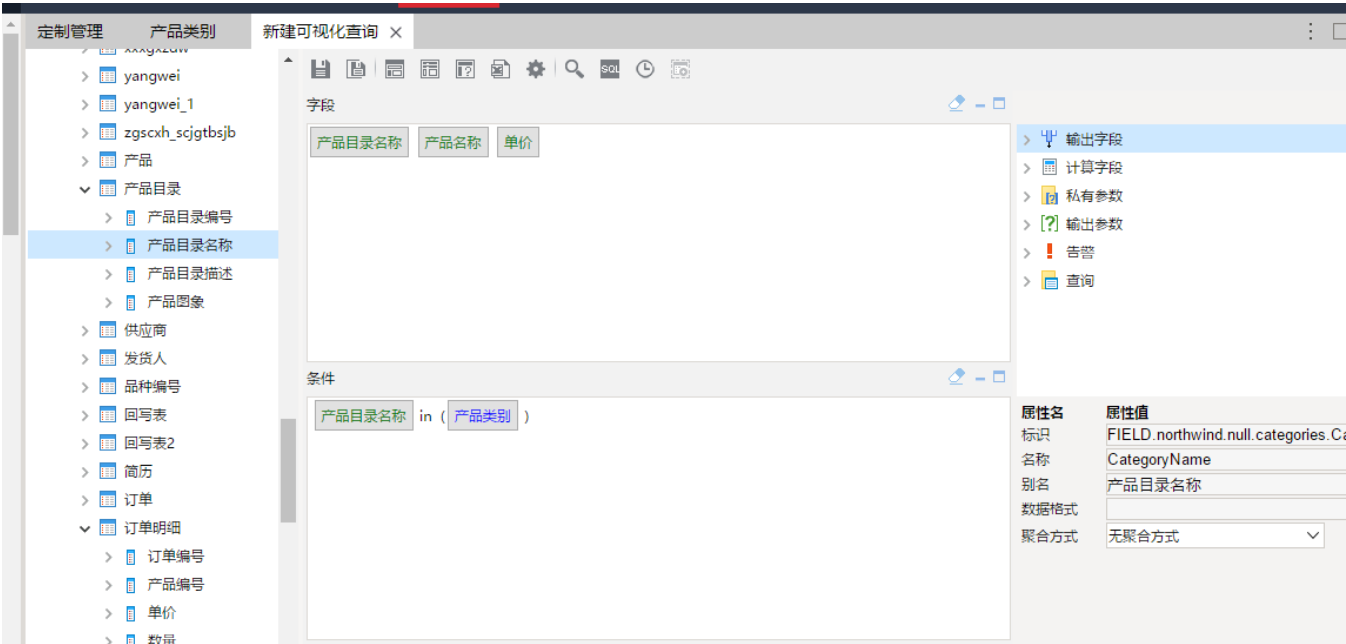 定制管理 产品类别 新建可视化查询
xxxgxzdw
yangwei
yangwei_1
zgscxh_scjgtbsjb
产品
产品目录
产品目录编号
产品目录名称
产品目录描述
产品图象
供应商
发货人
品种编号
回写表
回写表2
简历
订单
订单明细
订单编号
产品编号
单价
数量
SQL
字段
产品目录名称 产品名称 单价
条件
产品目录名称 in ( 产品类别 )
输出字段
计算字段
私有参数
输出参数
告警
查询
属性名 属性值
标识 FIELD.northwind.null.categories.Ca
名称 CategoryName
别名 产品目录名称
数据格式
聚合方式 无聚合方式